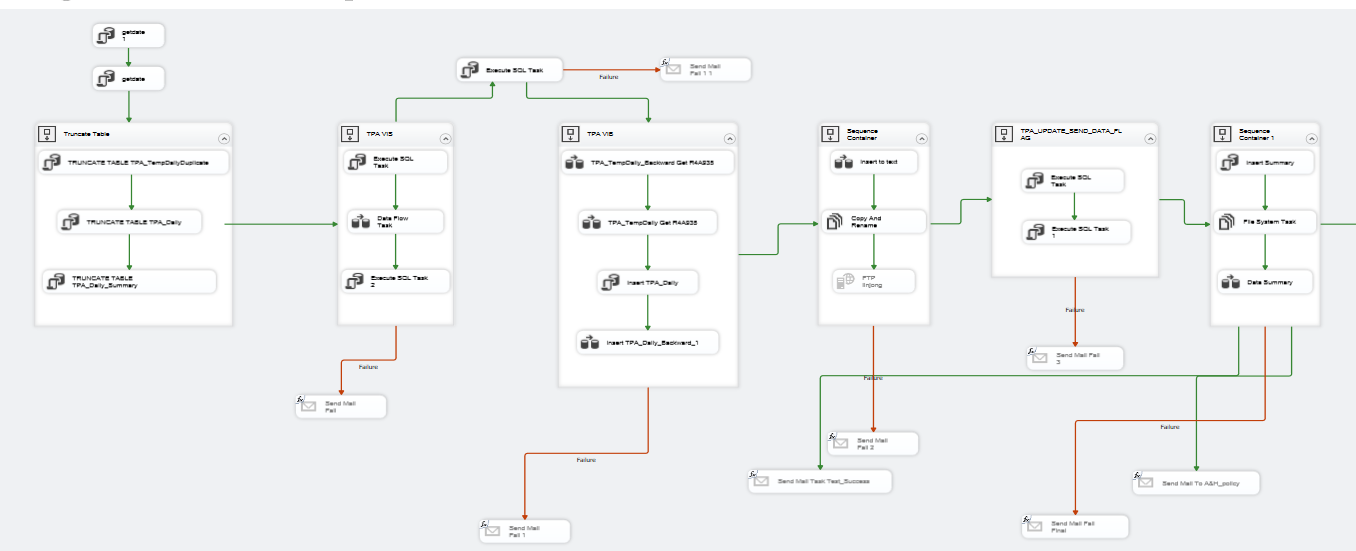 getdate
1
getdate
Execute SQL Task
Failure
Send Mail
Fail 1 1
Truncate Table
TRUNCATE TABLE TPA_TempDailyDuplicate
TRUNCATE TABLE TPA_Daily
TRUNCATE TABLE
TPA_Daily_Summary
TPA VIS
Execute SQL
Task
Data Flow
Task
Execute SQL Task
2
Failure
Send Mail
Fail
TPA VIB
TPA_TempDaily_Backward Get R4A935
TPA_TempDaily Get R4A935
Insert TPA_Daily
Insert TPA_Daily_Backward_1
Failure
Send Mail
Fail 1
Sequence
Container
Insert to text
Copy And
Rename
FTP
linjong
Failure
Send Mail
Fail 2
Send Mail Task Test_Success
TPA_UPDATE_SEND_DATA_FL
AG
Execute SQL
Task
Execute SQL Task
1
Failure
Send Mail Fail
3
Sequence
Container 1
Insert Summary
File System Task
Data Summary
Failure
Send Mail To A&H_policy
Send Mail Fail
Final